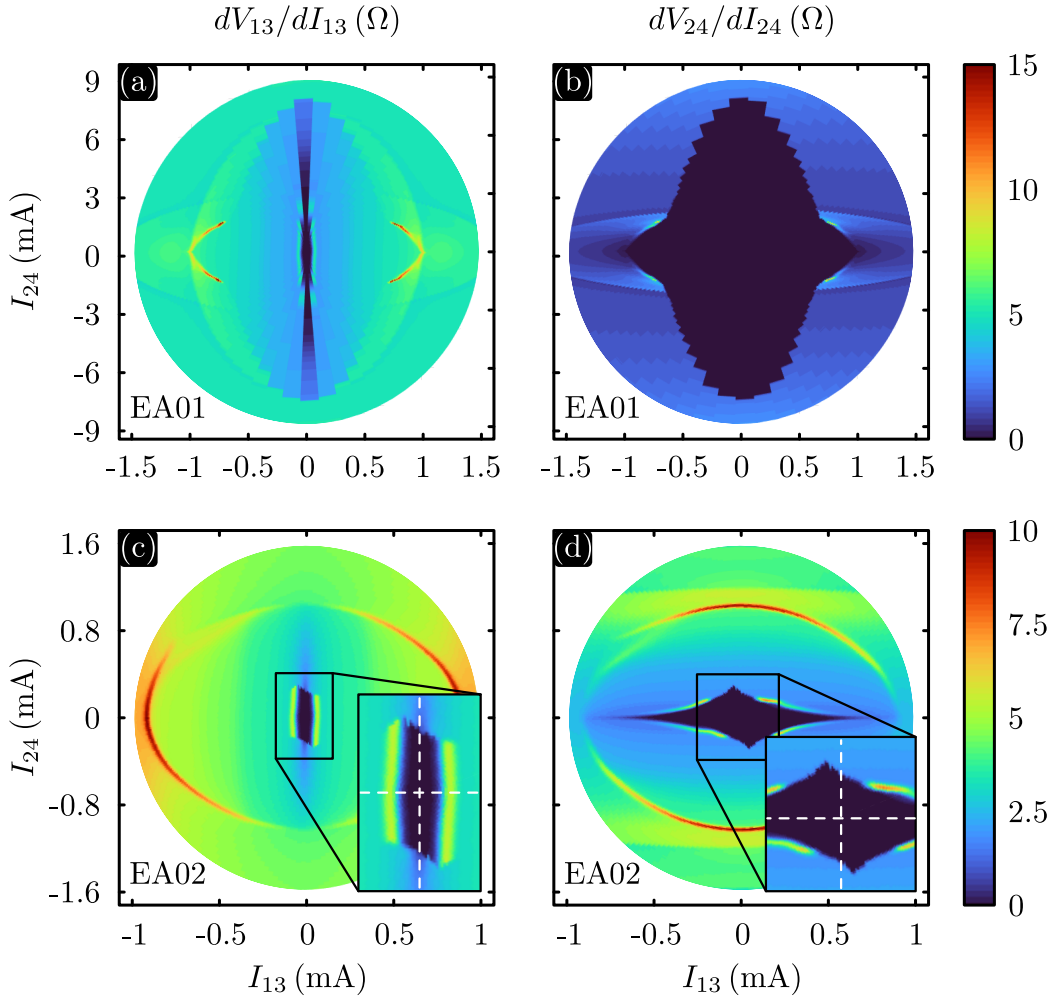 dV₁₃/dI₁₃ (Ω)
dV₂₄/dI₂₄ (Ω)
(a)
(b)
I₂₄ (mA)
9
6
3
0
-3
-6
-9
EA01
EA01
15
10
5
0
-1.5 -1 -0.5 0 0.5 1 1.5
-1.5 -1 -0.5 0 0.5 1 1.5
(c)
(d)
I₂₄ (mA)
1.6
0.8
0
-0.8
-1.6
EA02
EA02
10
7.5
5
2.5
0
-1 -0.5 0 0.5 1
-1 -0.5 0 0.5 1
I₁₃ (mA)
I₁₃ (mA)